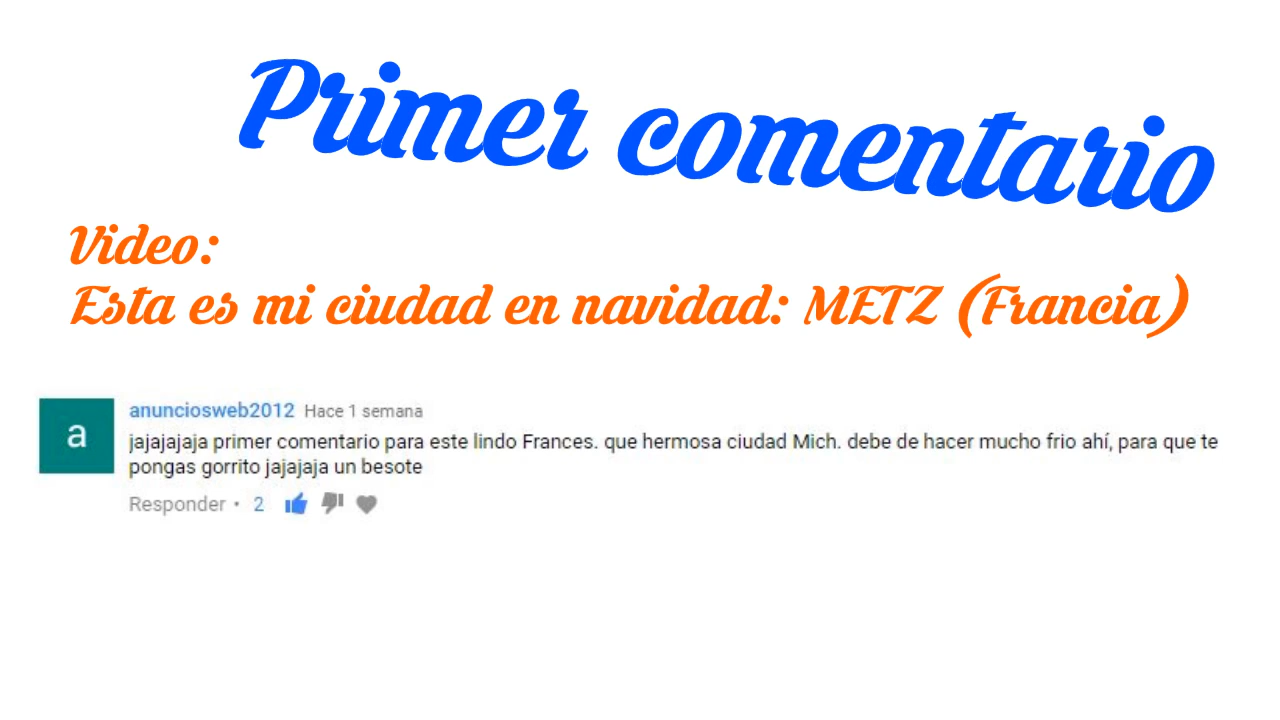 Primer comentario
Video:
Esta es mi ciudad en navidad: METZ (Francia)
a
anunciosweb2012 Hace 1 semana
jajajajaja primer comentario para este lindo Frances. que hermosa ciudad Mich. debe de hacer mucho frio ahí, para que te
pongas gorrito jajajaja un besote
Responder • 2